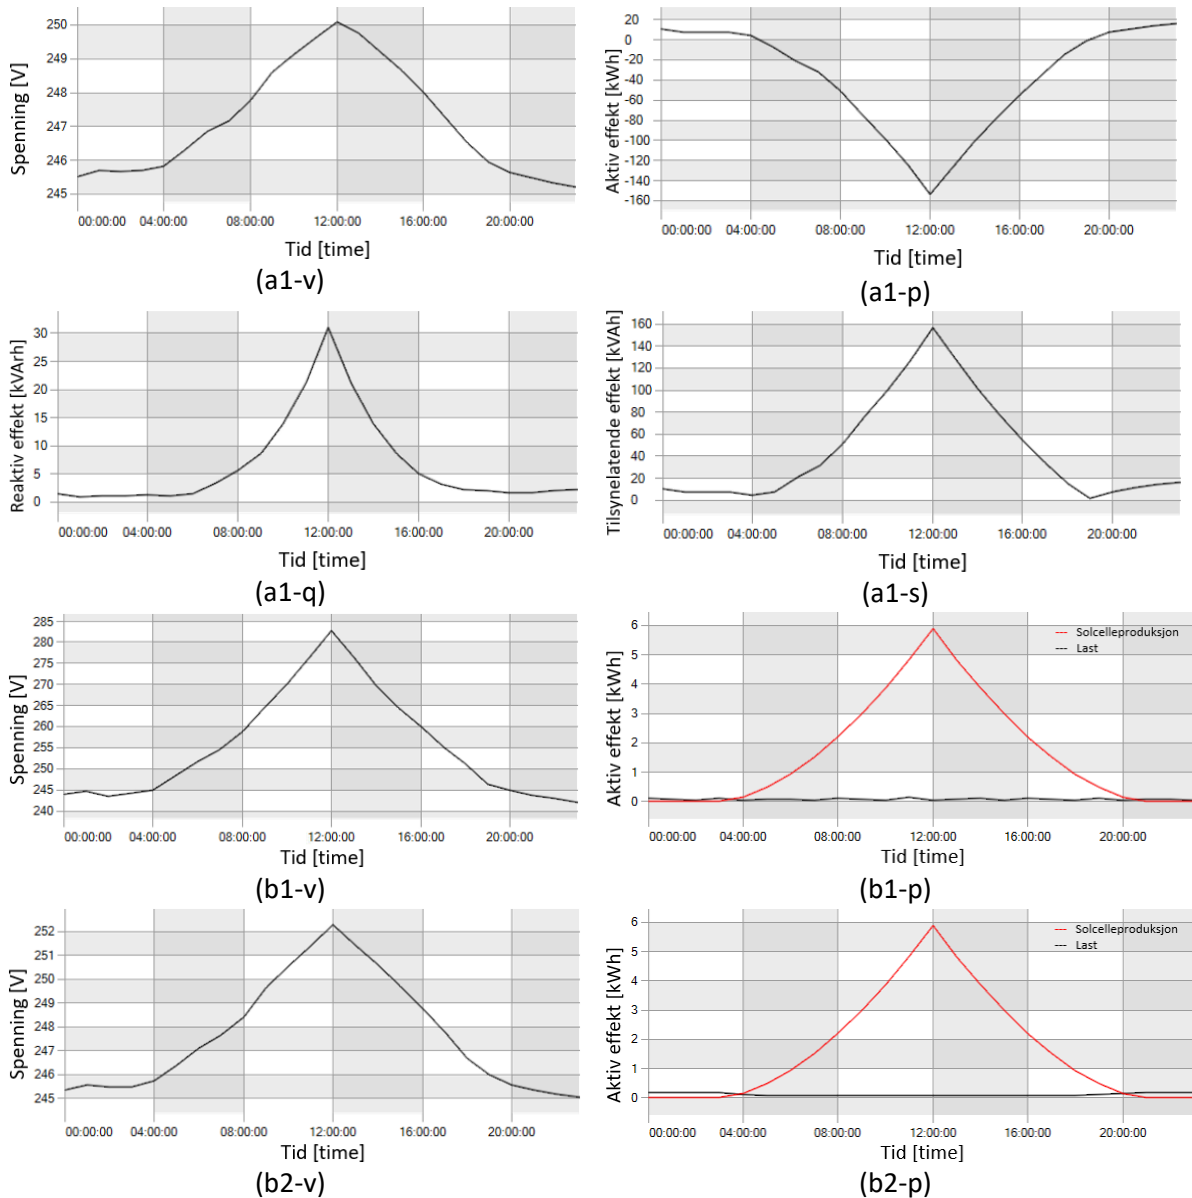 Spenning [V]
250
249
248
247
246
245
00:00:00 04:00:00 08:00:00 12:00:00 16:00:00 20:00:00
Tid [time]
(a1-v)
Aktiv effekt [kWh]
20
0
-20
-40
-60
-80
-100
-120
-140
-160
00:00:00 04:00:00 08:00:00 12:00:00 16:00:00 20:00:00
Tid [time]
(a1-p)
Reaktiv effekt [kVArh]
30
25
20
15
10
5
0
00:00:00 04:00:00 08:00:00 12:00:00 16:00:00 20:00:00
Tid [time]
(a1-q)
Tilsynelatende effekt [kVAh]
160
140
120
100
80
60
40
20
0
00:00:00 04:00:00 08:00:00 12:00:00 16:00:00 20:00:00
Tid [time]
(a1-s)
Spenning [V]
285
280
275
270
265
260
255
250
245
240
00:00:00 04:00:00 08:00:00 12:00:00 16:00:00 20:00:00
Tid [time]
(b1-v)
Aktiv effekt [kWh]
6
5
4
3
2
1
0
Solcelleproduksjon
Last
00:00:00 04:00:00 08:00:00 12:00:00 16:00:00 20:00:00
Tid [time]
(b1-p)
Spenning [V]
252
251
250
249
248
247
246
245
00:00:00 04:00:00 08:00:00 12:00:00 16:00:00 20:00:00
Tid [time]
(b2-v)
Aktiv effekt [kWh]
6
5
4
3
2
1
0
Solcelleproduksjon
Last
00:00:00 04:00:00 08:00:00 12:00:00 16:00:00 20:00:00
Tid [time]
(b2-p)